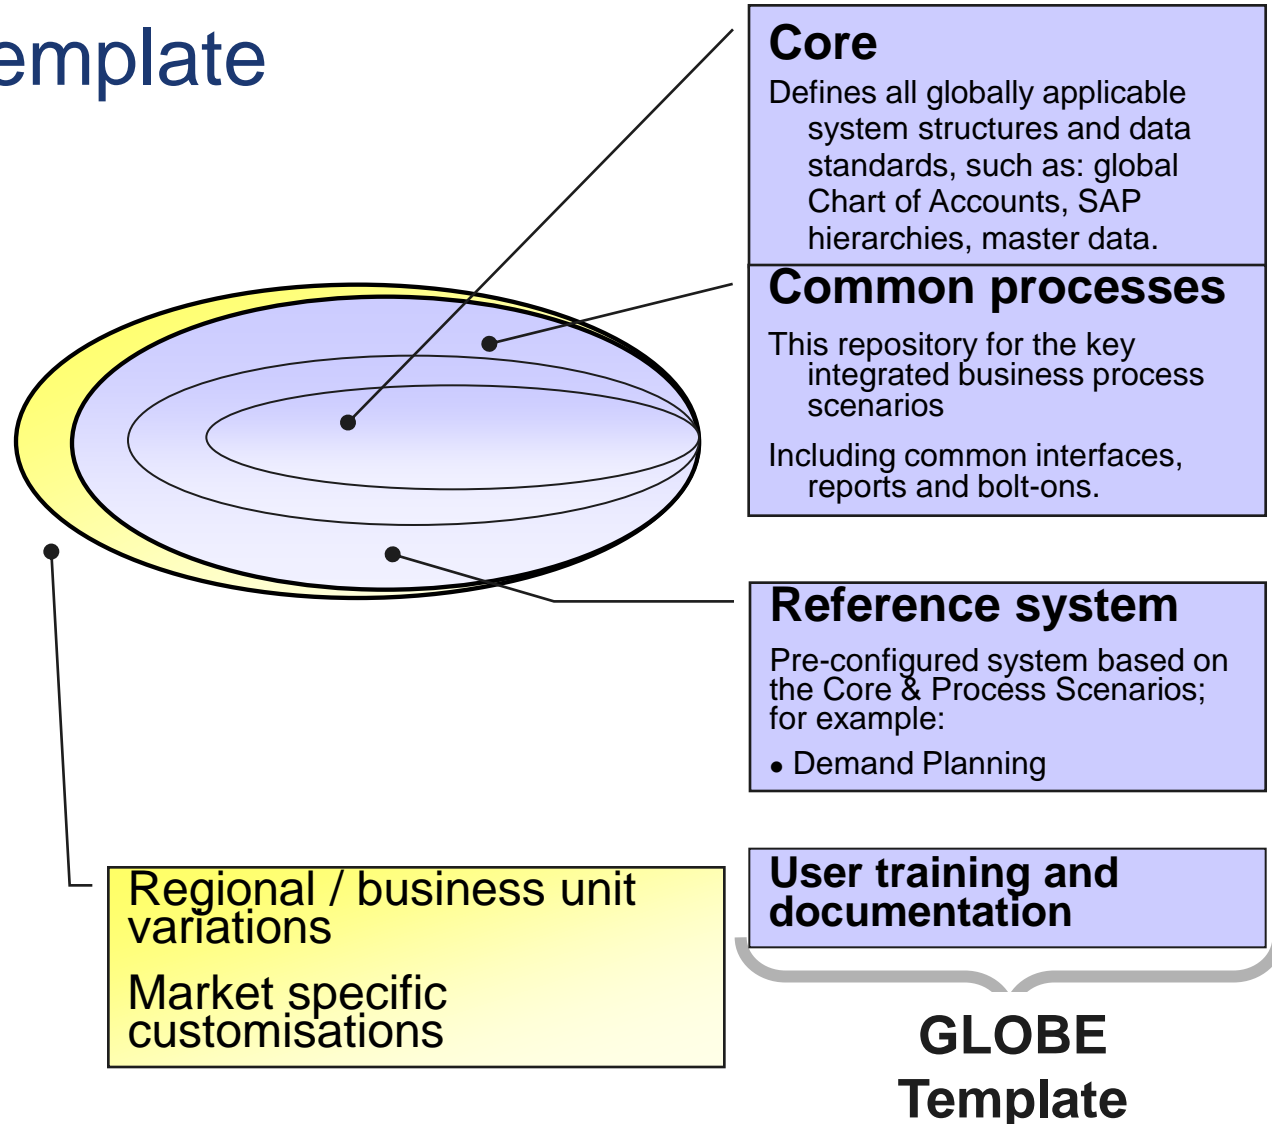 emplate
Core
Defines all globally applicable
system structures and data
standards, such as: global
Chart of Accounts, SAP
hierarchies, master data.
Common processes
This repository for the key
integrated business process
scenarios
Including common interfaces,
reports and bolt-ons.
Reference system
Pre-configured system based on
the Core & Process Scenarios;
for example:
• Demand Planning
User training and
documentation
Regional / business unit
variations
Market specific
customisations
GLOBE
Template